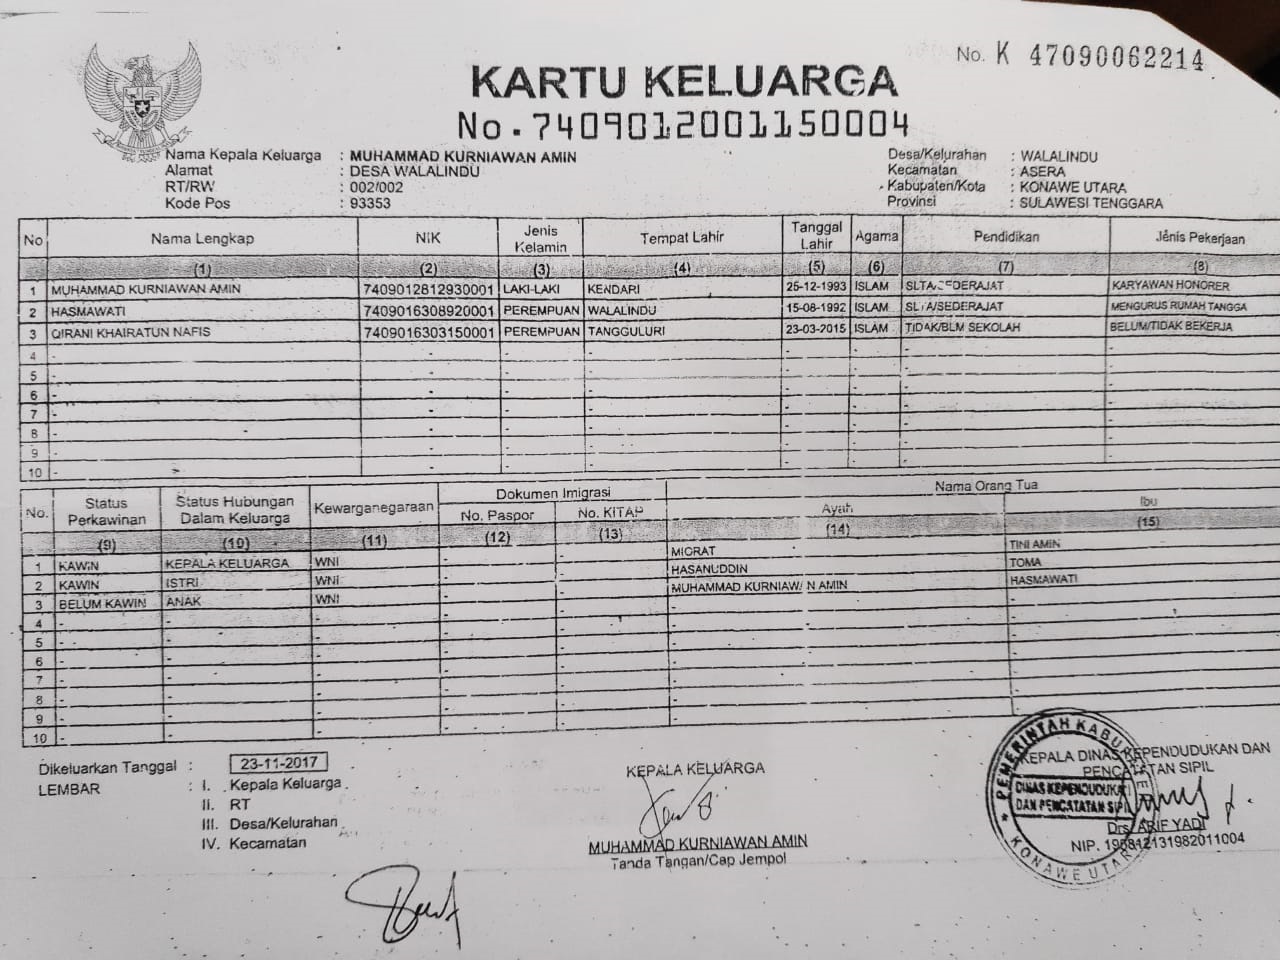 No. K 47090062214
KARTU KELUARGA
No.7409012001150004
Nama Kepala Keluarga : MUHAMMAD KURNIAWAN AMIN
Alamat : DESA WALALINDU
RT/RW : 002/002
Kode Pos : 93353
Desa/Kelurahan : WALALINDU
Kecamatan : ASERA
Kabupaten/Kota : KONAWE UTARA
Provinsi : SULAWESI TENGGARA
No Nama Lengkap NIK Jenis Kelamin Tempat Lahir Tanggal Lahir Agama Pendidikan Jenis Pekerjaan
(1) (2) (3) (4) (5) (6) (7) (8)
1 MUHAMMAD KURNIAWAN AMIN 7409012812930001 LAKI-LAKI KENDARI 25-12-1993 ISLAM KARYAWAN HONORER
2 HASMAWATI 7409016308920001 PEREMPUAN WALALINDU 15-08-1992 ISLAM SLTA/SEDERAJAT MENGURUS RUMAH TANGGA
3 QIRANI KHAIRATUN NAFIS 7409016303150001 PEREMPUAN TANGGULURI 23-03-2015 ISLAM TIDAK/BLM SEKOLAH BELUM/TIDAK BEKERJA
4 - - - - - - -
5 - - - - - - -
6 - - - - - - -
7 - - - - - - -
8 - - - - - - -
9 - - - - - - -
10 - - - - - - -
No. Status Perkawinan Status Hubungan Dalam Keluarga Kewarganegaraan Dokumen Imigrasi Nama Orang Tua
No. Paspor No. KITAP Ayah Ibu
(9) (10) (11) (12) (13) (14) (15)
1 KAWIN KEPALA KELUARGA WNI MIORAT TINI AMIN
2 KAWIN ISTRI WNI HASANUDDIN TOMA
3 BELUM KAWIN ANAK WNI MUHAMMAD KURNIAWAN AMIN HASMAWATI
4 - - - - - - -
5 - - - - - - -
6 - - - - - - -
7 - - - - - - -
8 - - - - - - -
9 - - - - - - -
10 - - - - - - -
Dikeluarkan Tanggal : 23-11-2017
LEMBAR : I. Kepala Keluarga
II. RT
III. Desa/Kelurahan
IV. Kecamatan
KEPALA KELUARGA
MUHAMMAD KURNIAWAN AMIN
Tanda Tangan/Cap Jempol
KEPALA DINAS KEPENDUDUKAN DAN
PENCATATAN SIPIL
Drs. ARIF YADI
NIP. 195812131982011004
PEMERINTAH KABU
DINAS KEPENDUDUKA
DAN PENCATATAN SIPIL
KONAWE UTARA